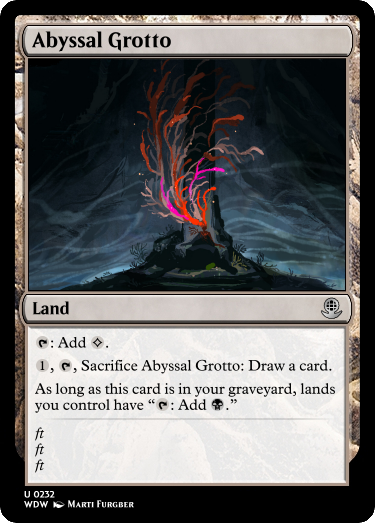 Abyssal Grotto
Land
: Add .
1, , Sacrifice Abyssal Grotto: Draw a card.
As long as this card is in your graveyard, lands
you control have “: Add .”
ft
ft
ft
U 0232
WDW Marti Furgber